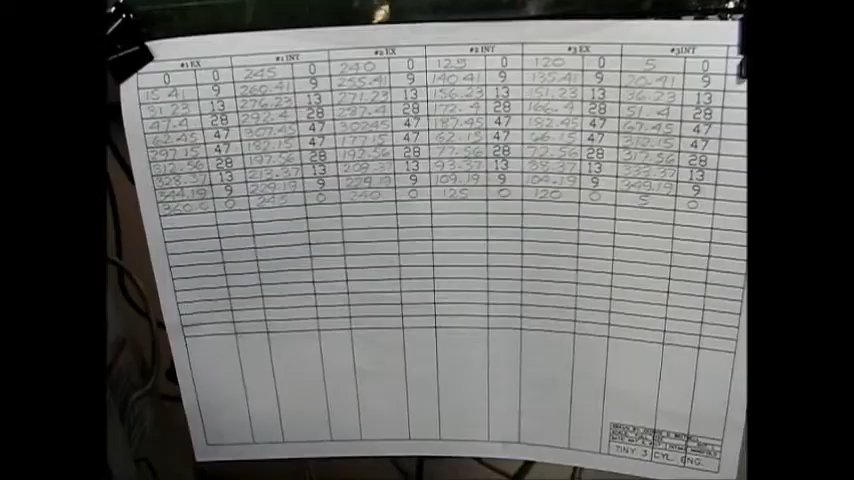 #1 EX #1 INT #2 EX #2 INT #3 EX #3 INT
0 0 245 0 240 0 125 0 120 0 5 0
15.41 9 260.41 9 255.41 9 140.41 9 135.41 9 20.41 9
31.23 13 276.23 13 271.23 13 156.23 13 151.23 13 36.23 13
47.4 28 292.4 28 287.4 28 172.4 28 166.4 28 51.4 28
62.45 47 307.45 47 302.45 47 187.45 47 182.45 47 67.45 47
297.15 47 182.15 47 177.15 47 62.15 47 47 312.15 47
312.56 28 197.56 28 192.56 28 77.56 28 72.56 28 317.56 28
328.37 13 213.37 13 13 93.37 13 13 333.37 13
344.19 9 229.19 9 9 109.19 9 104.19 9 349.19 9
360.0 0 245 0 240 0 125 0 120 0 5 0
TINY 3 CYL ENG.